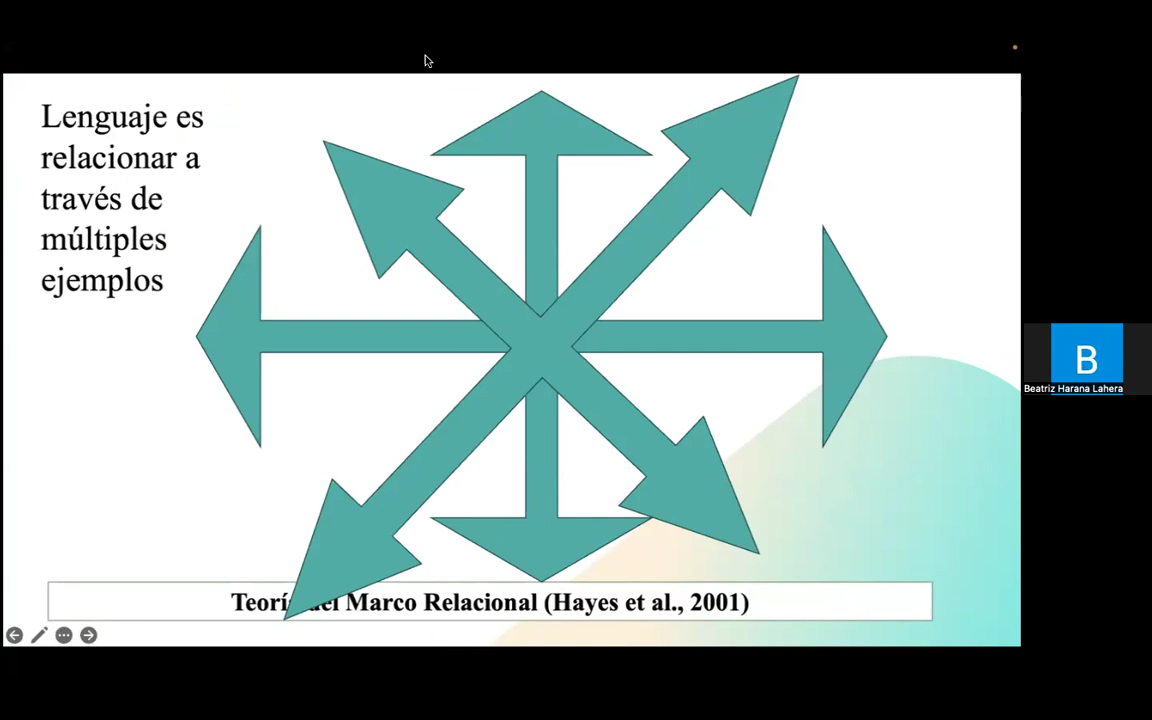 Lenguaje es
relacionar a
través de
múltiples
ejemplos
B
Beatriz Harana Lahera
Marco Relacional (Hayes et al., 2001)